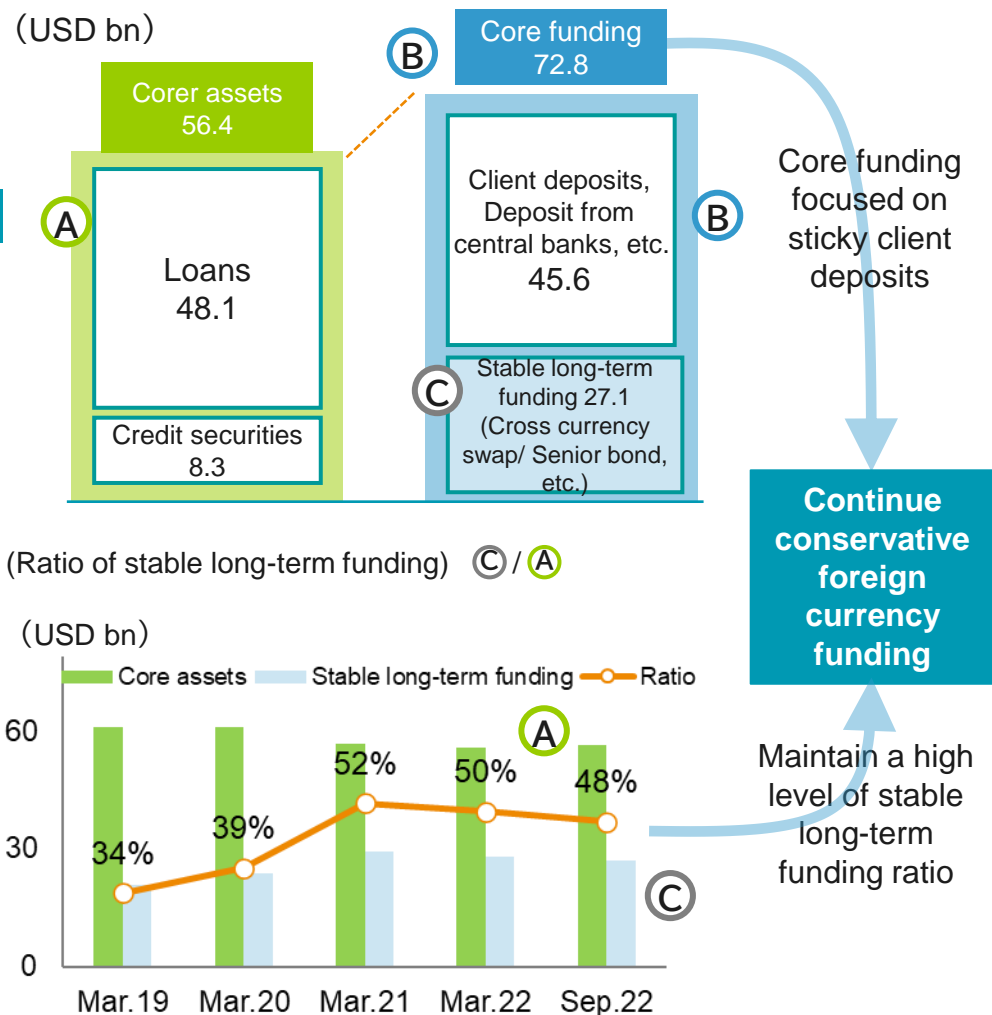 (USD bn)
Corer assets
56.4
A
Loans
48.1
Credit securities
8.3
B
Core funding
72.8
Client deposits,
Deposit from
central banks, etc.
45.6
B
C
Stable long-term
funding 27.1
(Cross currency
swap/ Senior bond,
etc.)
Core funding
focused on
sticky client
deposits
Continue
conservative
foreign
currency
funding
Maintain a high
level of stable
long-term
funding ratio
(Ratio of stable long-term funding) C / A
(USD bn)
Core assets Stable long-term funding Ratio
60
30
0
34%
39%
52%
50%
48%
A
C
Mar.19 Mar.20 Mar.21 Mar.22 Sep.22